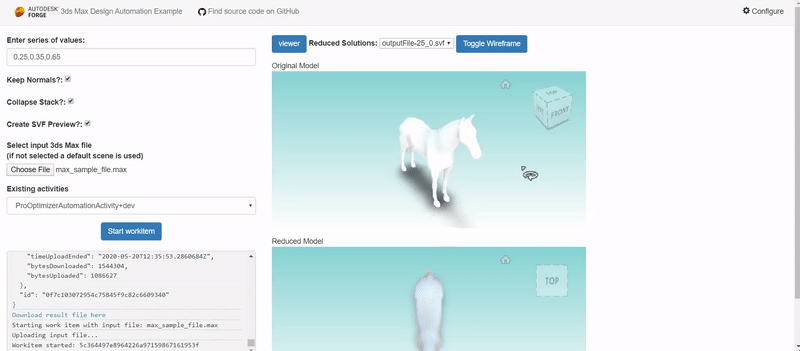 AUTODESK FORGE
3ds Max Design Automation Example
Find source code on GitHub
Configure
Enter series of values:
0.25,0.35,0.65
Keep Normals?:
Collapse Stack?:
Create SVF Preview?:
Select input 3ds Max file
(if not selected a default scene is used)
Choose File max_sample_file.max
Existing activities
ProOptimizerAutomationActivity+dev
Start workitem
"timeUploadEnded": "2020-05-20T12:35:53.2860684Z",
"bytesDownloaded": 1544304,
"bytesUploaded": 1086627
},
"id": "0f7c103072954c75845f9c82c6609340"
}
Download result file here
Starting work item with input file: max_sample_file.max
Uploading input file...
Workitem started: 5c364497e8964226a97159867161953f
viewer Reduced Solutions: outputFile-25_0.svf Toggle Wireframe
Original Model
TOP
FRONT
Reduced Model
TOP